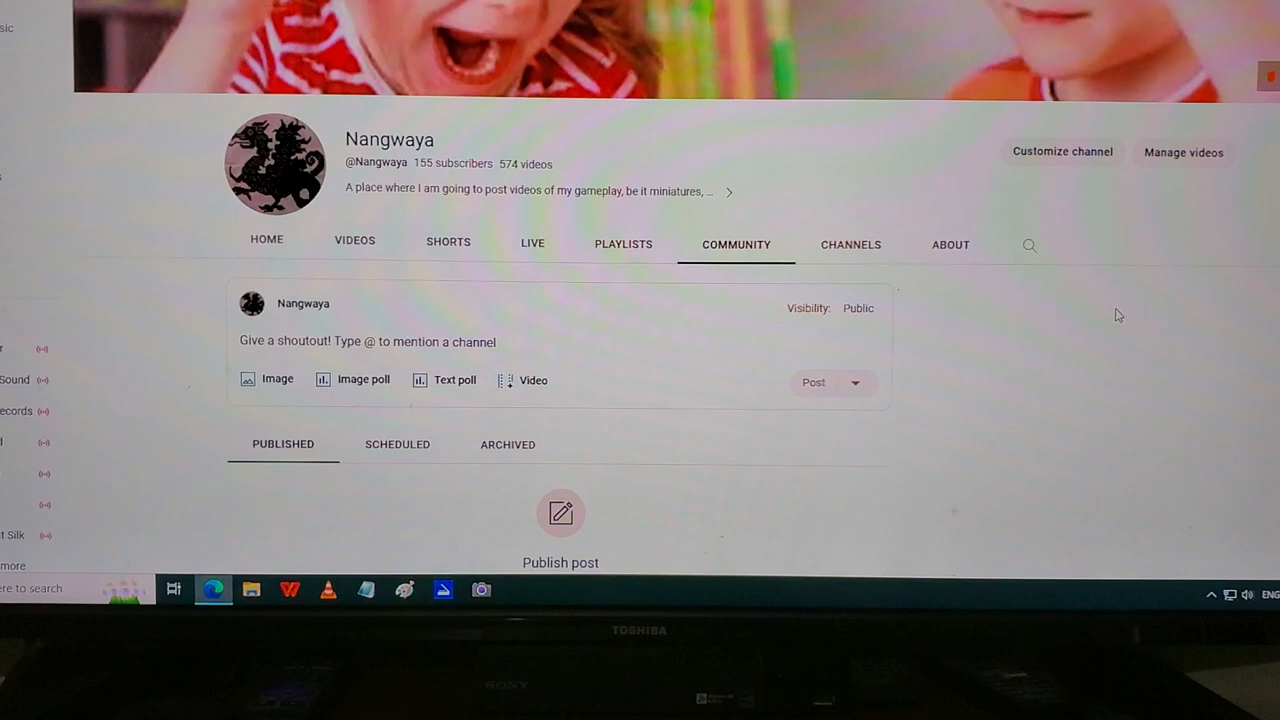 sic
Nangwaya
@Nangwaya 155 subscribers 574 videos
A place where I am going to post videos of my gameplay, be it miniatures, ...
Customize channel Manage videos
HOME VIDEOS SHORTS LIVE PLAYLISTS COMMUNITY CHANNELS ABOUT
Nangwaya
Visibility: Public
Give a shoutout! Type @ to mention a channel
Image Image poll Text poll Video
Post
r
Sound
ecords
l
t Silk
more
PUBLISHED SCHEDULED ARCHIVED
Publish post
ere to search
ENG
TOSHIBA
SONY